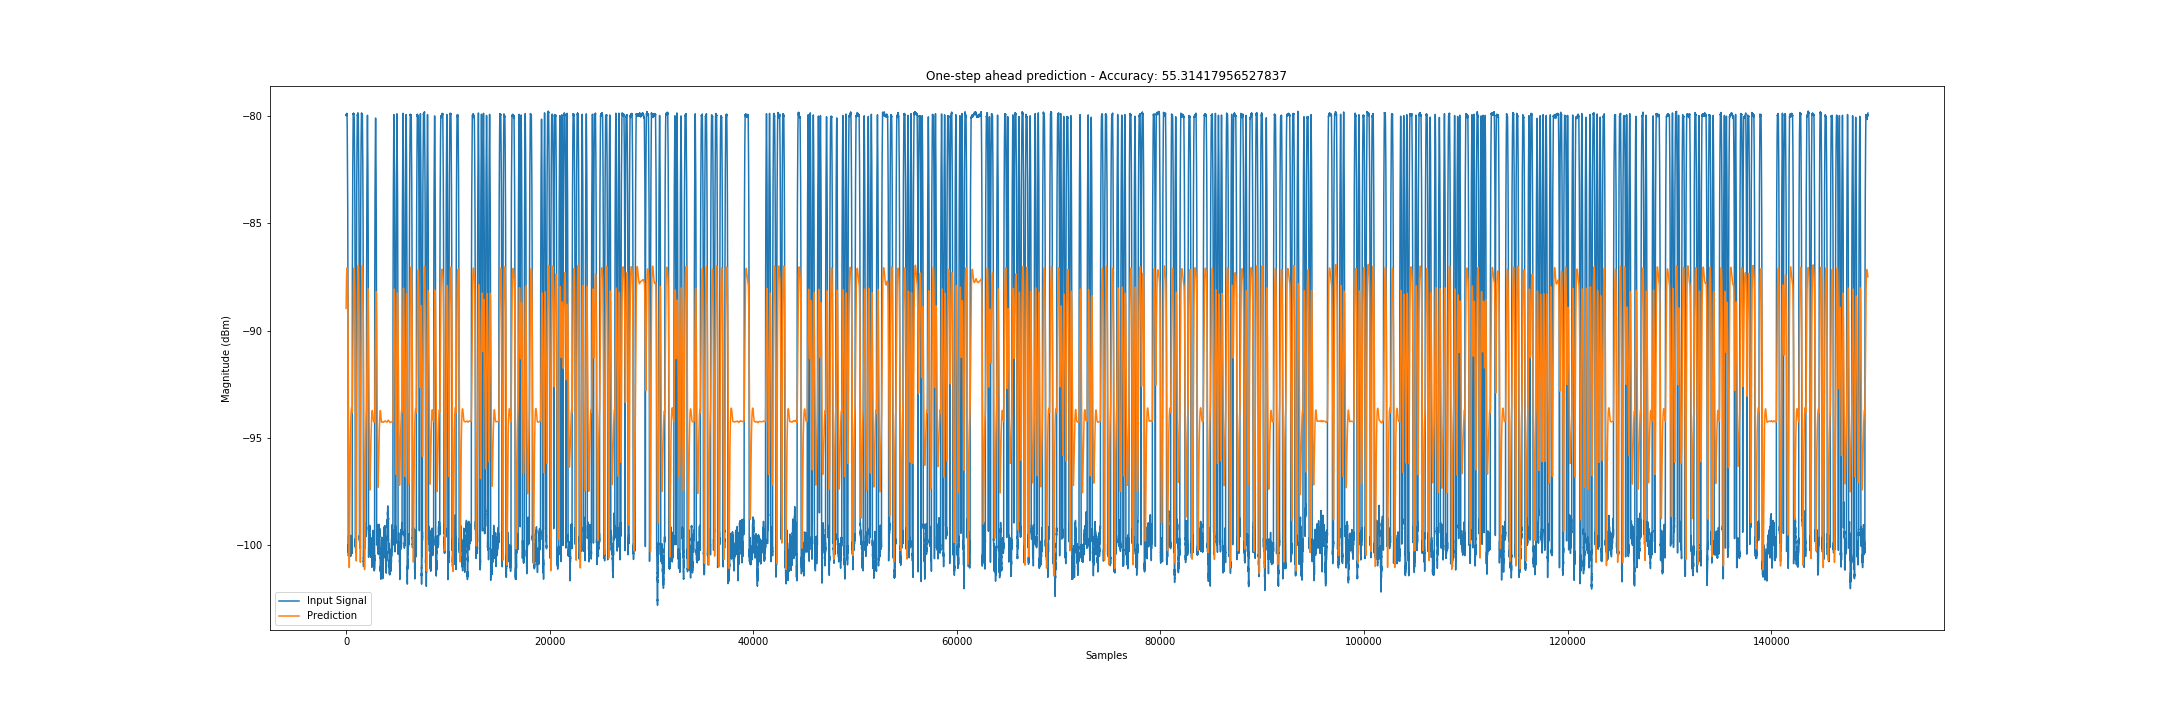 One-step ahead prediction - Accuracy: 55.31417956527837
−80
−85
−90
−95
−100
Magnitude (dBm)
Input Signal
Prediction
0
20000
40000
60000
80000
100000
120000
140000
Samples